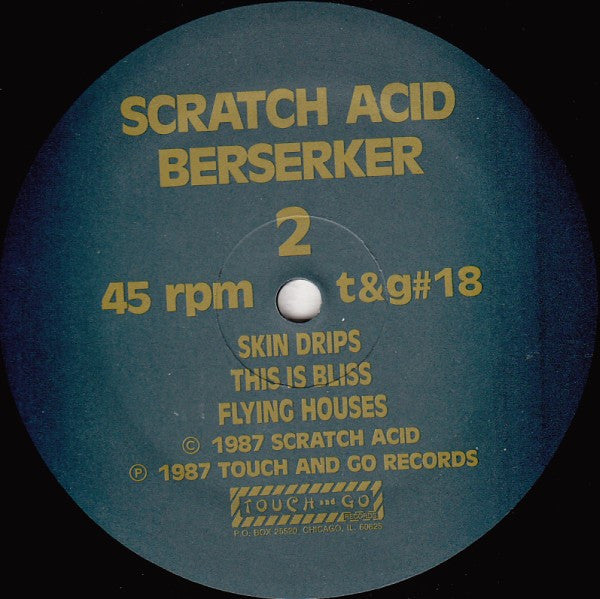 SCRATCH ACID
BERSERKER
2
45 rpm t&g#18
SKIN DRIPS
THIS IS BLISS
FLYING HOUSES
© 1987 SCRATCH ACID
℗ 1987 TOUCH AND GO RECORDS
TOUCH and GO
RECORDS
P.O. BOX 25520 CHICAGO, IL. 60625